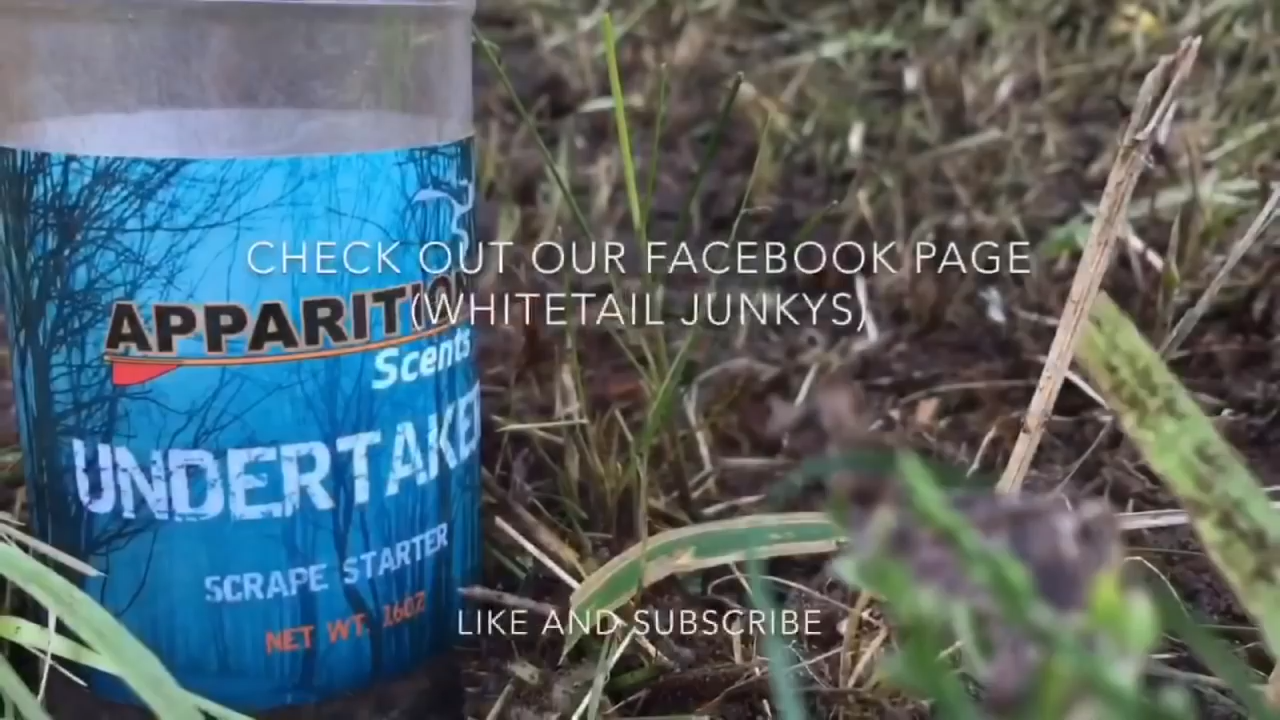 CHECK OUT OUR FACEBOOK PAGE
(WHITETAIL JUNKYS)
APPARITION
Scents
UNDERTAKER
SCRAPE STARTER
NET WT. 16OZ
LIKE AND SUBSCRIBE